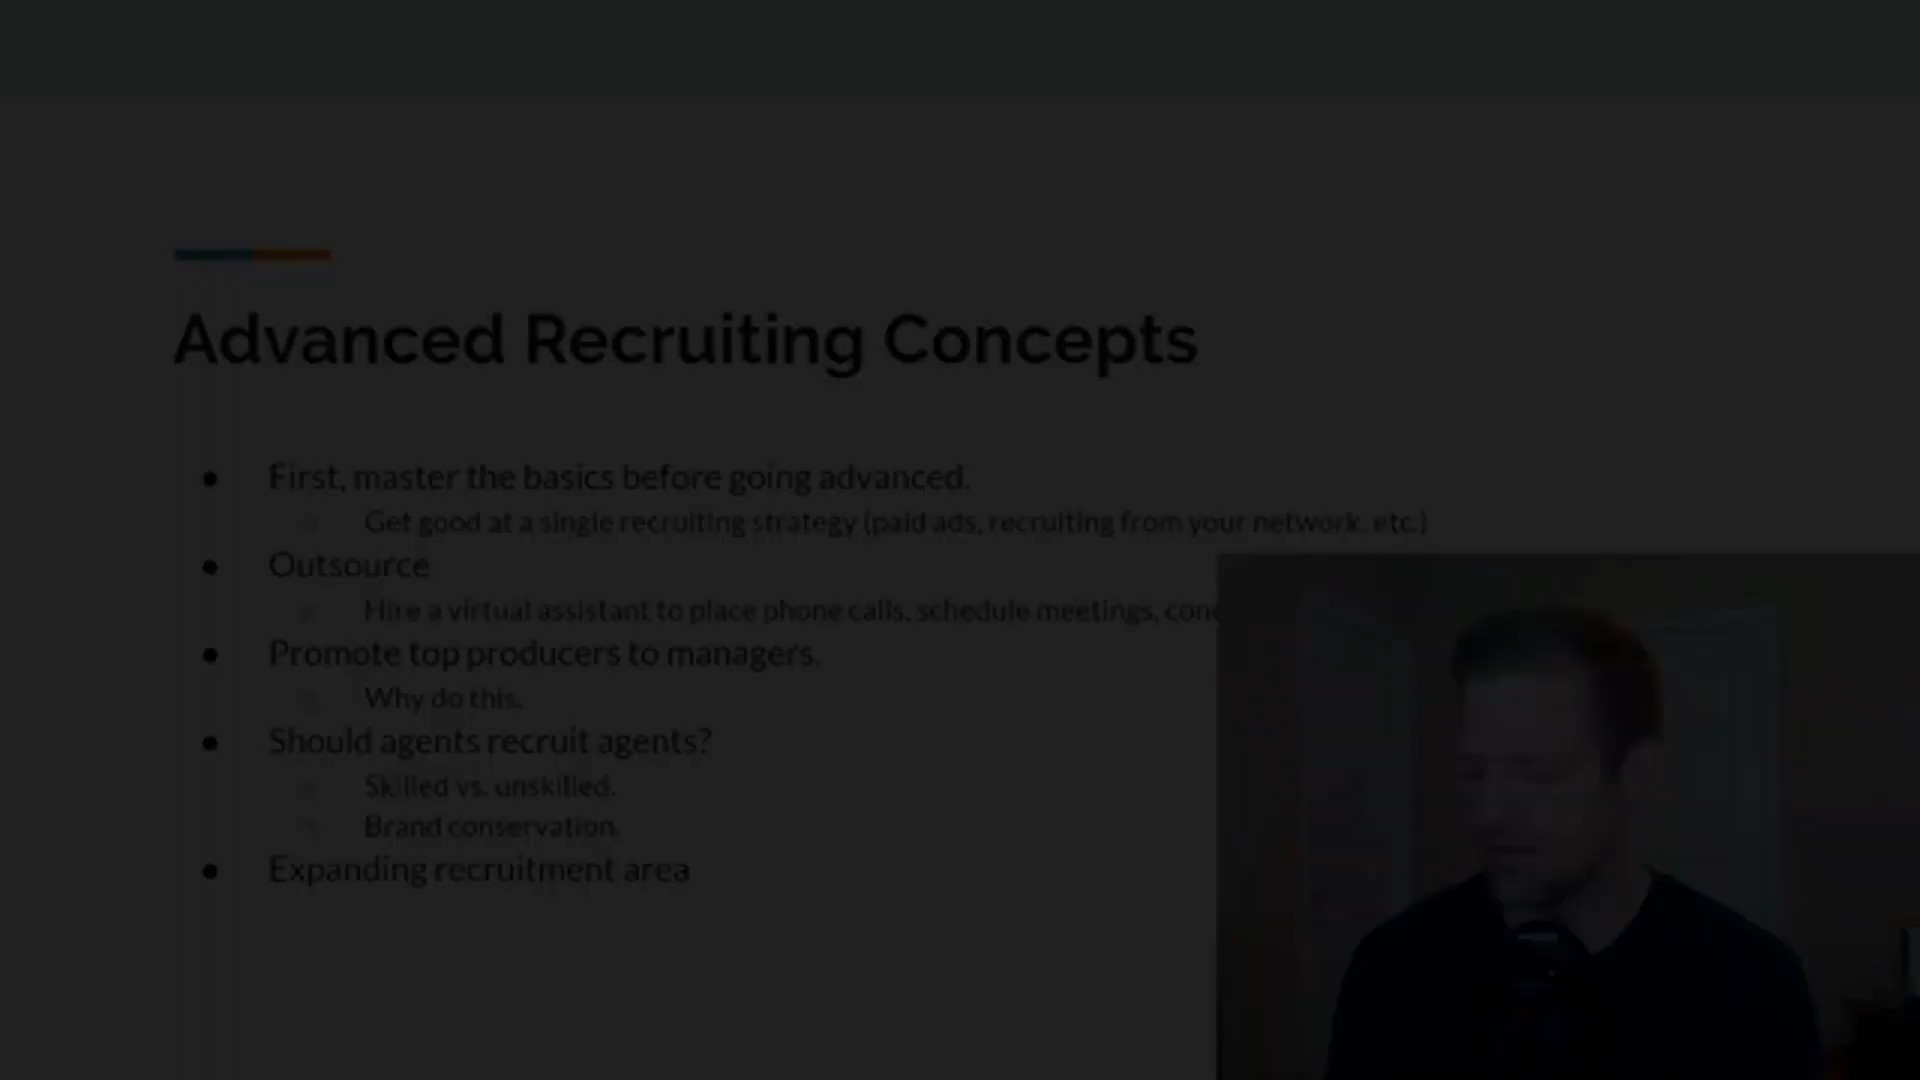 Advanced Recruiting Concepts
First, master the basics before going advanced.
Get good at a single recruiting strategy (paid ads, recruiting from your network, etc.)
Outsource
Hire a virtual assistant to place phone calls, schedule meetings,
Promote top producers to managers.
Why do this.
Should agents recruit agents?
Skilled vs. unskilled.
Brand conservation.
Expanding recruitment area